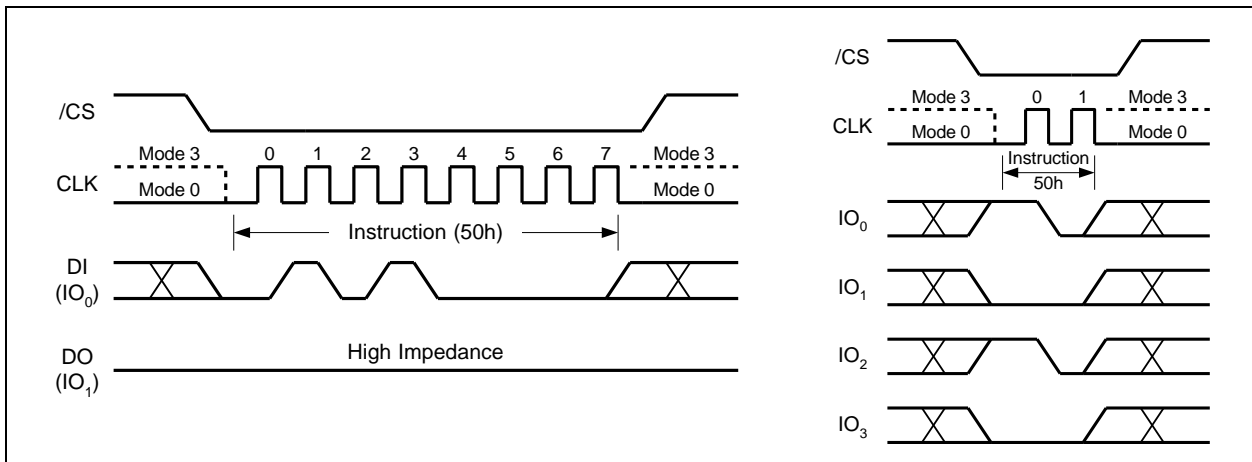 /CS
Mode 3 0 1 2 3 4 5 6 7 Mode 3
CLK
Mode 0 Mode 0
Instruction (50h)
DI
(IO0)
High Impedance
DO
(IO1)
/CS
Mode 3 0 1 Mode 3
CLK
Mode 0 Mode 0
Instruction
50h
IO0
IO1
IO2
IO3